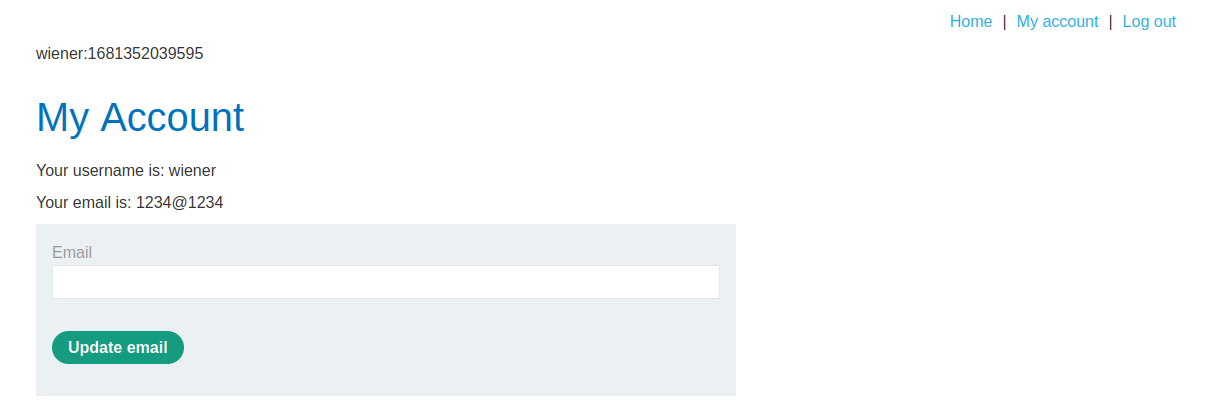 Home | My account | Log out
wiener:1681352039595
My Account
Your username is: wiener
Your email is: 1234@1234
Email
Update email